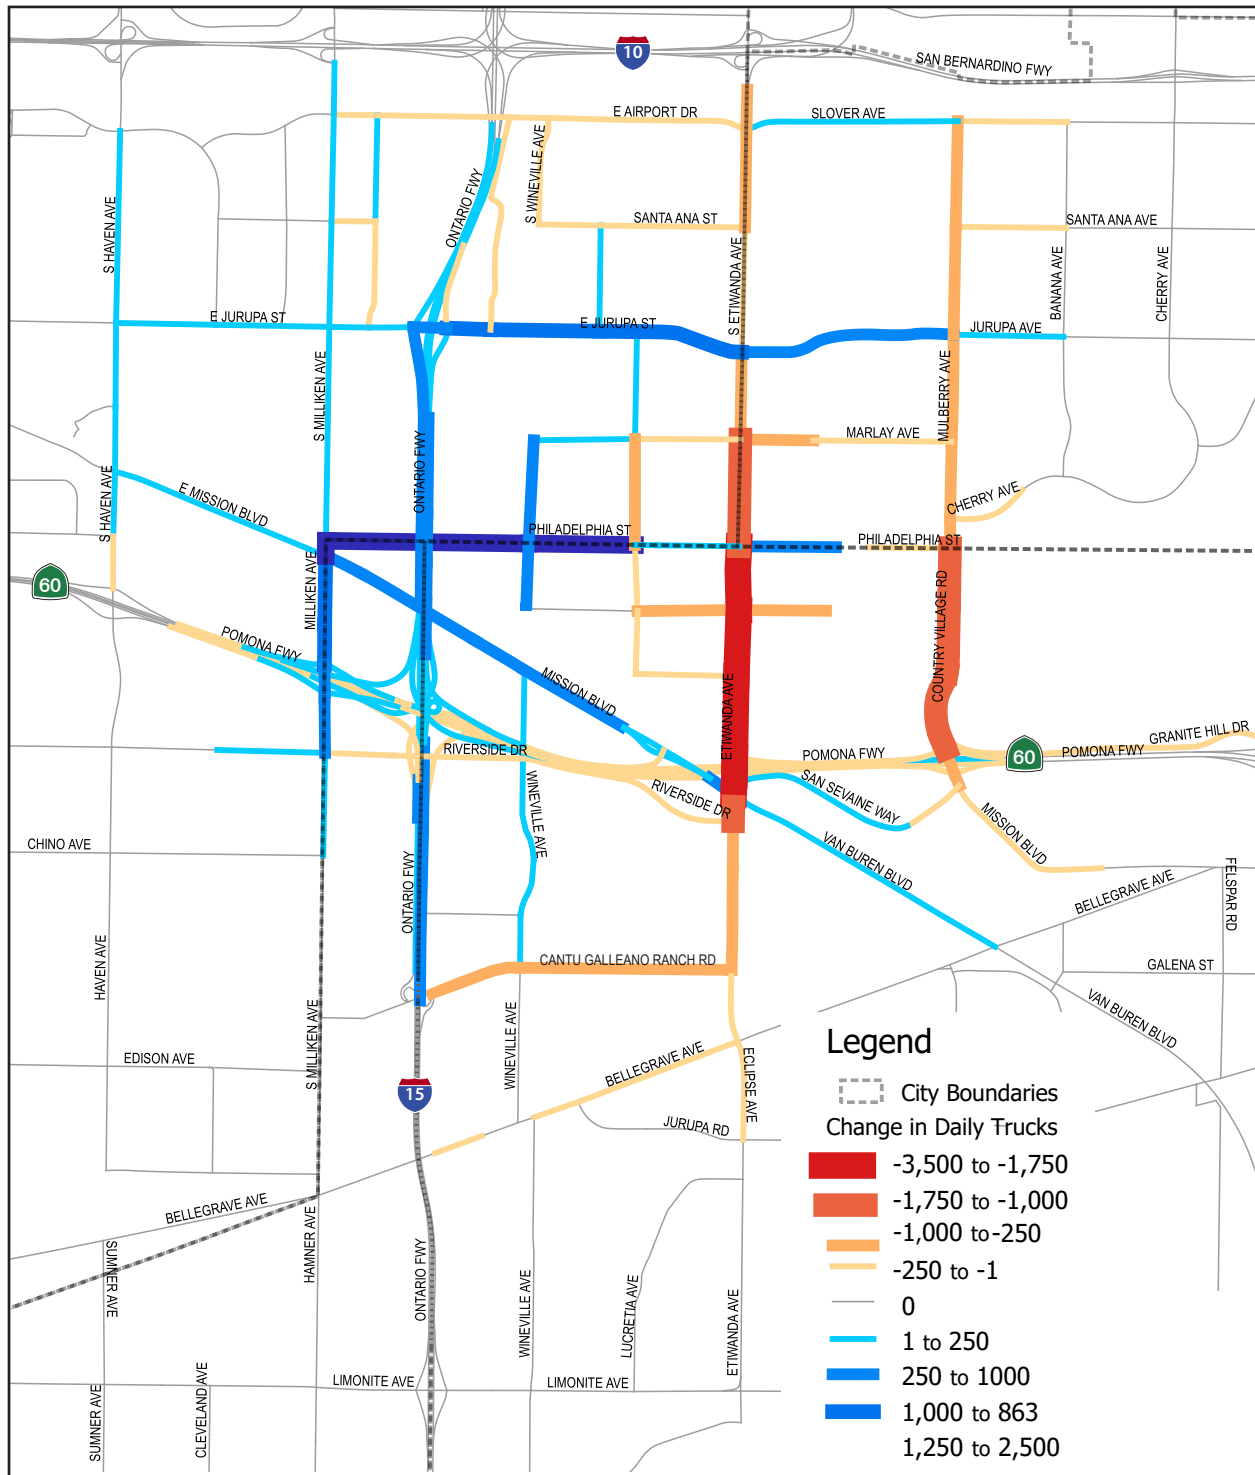 10
SAN BERNARDINO FWY
E AIRPORT DR
SLOVER AVE
S WINEVILLE AVE
ONTARIO FWY
S HAVEN AVE
SANTA ANA ST
SANTA ANA AVE
S ETIWANDA AVE
BANANA AVE
CHERRY AVE
E JURUPA ST
E JURUPA ST
JURUPA AVE
S MILLIKEN AVE
MULBERRY AVE
MARLAY AVE
ONTARIO FWY
S HAVEN AVE
E MISSION BLVD
CHERRY AVE
PHILADELPHIA ST
PHILADELPHIA ST
60
MILLIKEN AVE
POMONA FWY
COUNTRY VILLAGE RD
MISSION BLVD
ETIWANDA AVE
RIVERSIDE DR
POMONA FWY
60
POMONA FWY
GRANITE HILL DR
SAN SEVAINE WAY
RIVERSIDE DR
WINEVILLE AVE
MISSION BLVD
CHINO AVE
VAN BUREN BLVD
FELSPAR RD
BELLEGRAVE AVE
ONTARIO FWY
HAVEN AVE
CANTU GALLEANO RANCH RD
GALENA ST
VAN BUREN BLVD
S MILLIKEN AVE
WINEVILLE AVE
EDISON AVE
BELLEGRAVE AVE
ECLIPSE AVE
15
JURUPA RD
BELLEGRAVE AVE
HAMNER AVE
SUMNER AVE
ONTARIO FWY
WINEVILLE AVE
LUCRETIA AVE
ETIWANDA AVE
LIMONITE AVE
LIMONITE AVE
SUMNER AVE
CLEVELAND AVE
Legend
City Boundaries
Change in Daily Trucks
-3,500 to -1,750
-1,750 to -1,000
-1,000 to -250
-250 to -1
0
1 to 250
250 to 1000
1,000 to 863
1,250 to 2,500